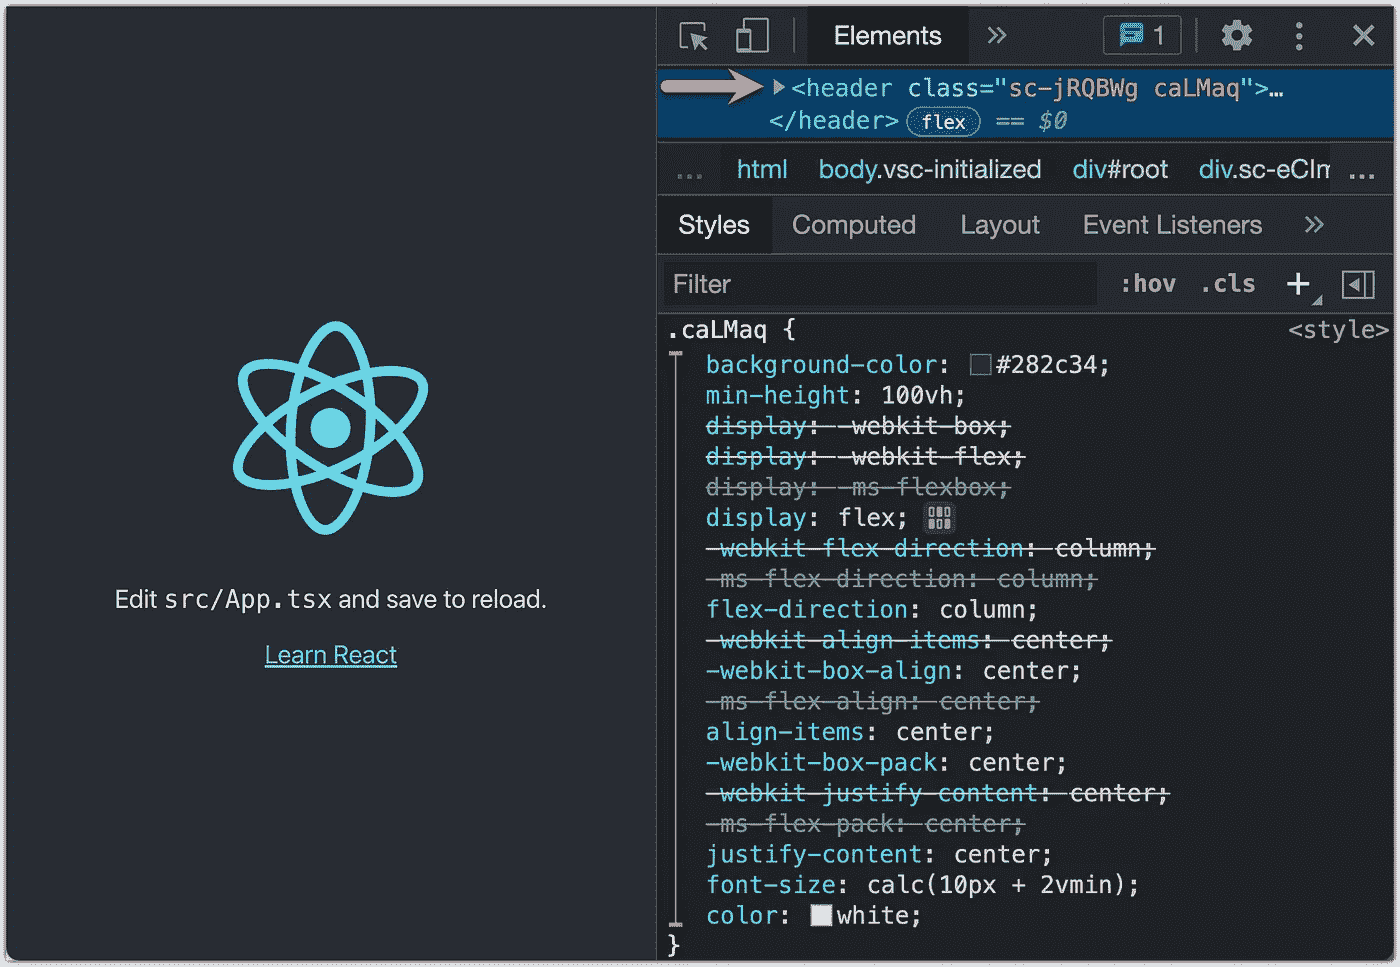 Edit src/App.tsx and save to reload.
Learn React
Elements » 1
<header class="sc-jRQBWg caLMaq">…
</header> flex == $0
... html body.vsc-initialized div#root div.sc-eCIm ...
Styles Computed Layout Event Listeners »
Filter :hov .cls +
.caLMaq { <style>
background-color: #282c34;
min-height: 100vh;
display: -webkit-box;
display: -webkit-flex;
display: -ms-flexbox;
display: flex;
-webkit-flex-direction: column;
-ms-flex-direction: column;
flex-direction: column;
-webkit-align-items: center;
-webkit-box-align: center;
-ms-flex-align: center;
align-items: center;
-webkit-box-pack: center;
-webkit-justify-content: center;
-ms-flex-pack: center;
justify-content: center;
font-size: calc(10px + 2vmin);
color: white;
}